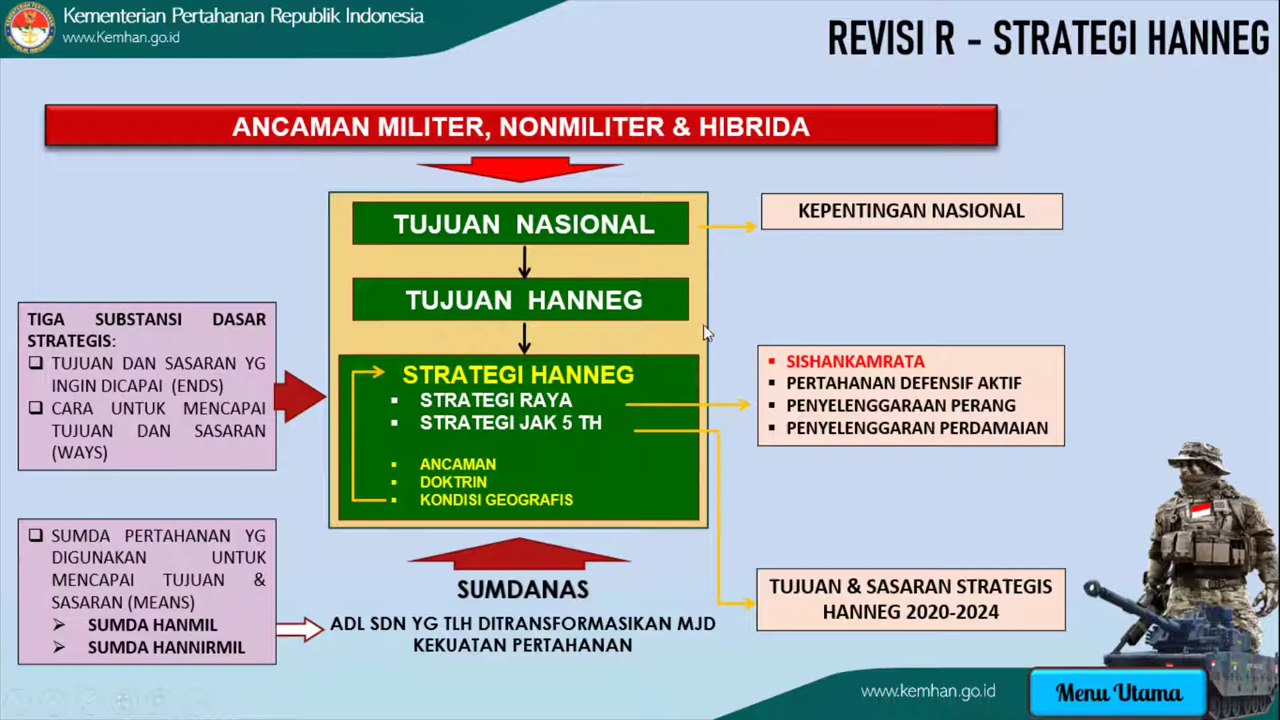 Kementerian Pertahanan Republik Indonesia
www.Kemhan.go.id
REVISI R - STRATEGI HANNEG
ANCAMAN MILITER, NONMILITER & HIBRIDA
TUJUAN NASIONAL
KEPENTINGAN NASIONAL
TUJUAN HANNEG
TIGA SUBSTANSI DASAR
STRATEGIS:
❑ TUJUAN DAN SASARAN YG
INGIN DICAPAI (ENDS)
❑ CARA UNTUK MENCAPAI
TUJUAN DAN SASARAN
(WAYS)
STRATEGI HANNEG
▪ STRATEGI RAYA
▪ STRATEGI JAK 5 TH
▪ ANCAMAN
▪ DOKTRIN
▪ KONDISI GEOGRAFIS
▪ SISHANKAMRATA
▪ PERTAHANAN DEFENSIF AKTIF
▪ PENYELENGGARAAN PERANG
▪ PENYELENGGARAN PERDAMAIAN
❑ SUMDA PERTAHANAN YG
DIGUNAKAN UNTUK
MENCAPAI TUJUAN &
SASARAN (MEANS)
➢ SUMDA HANMIL
➢ SUMDA HANNIRMIL
SUMDANAS
ADL SDN YG TLH DITRANSFORMASIKAN MJD
KEKUATAN PERTAHANAN
TUJUAN & SASARAN STRATEGIS
HANNEG 2020-2024
www.kemhan.go.id
Menu Utama